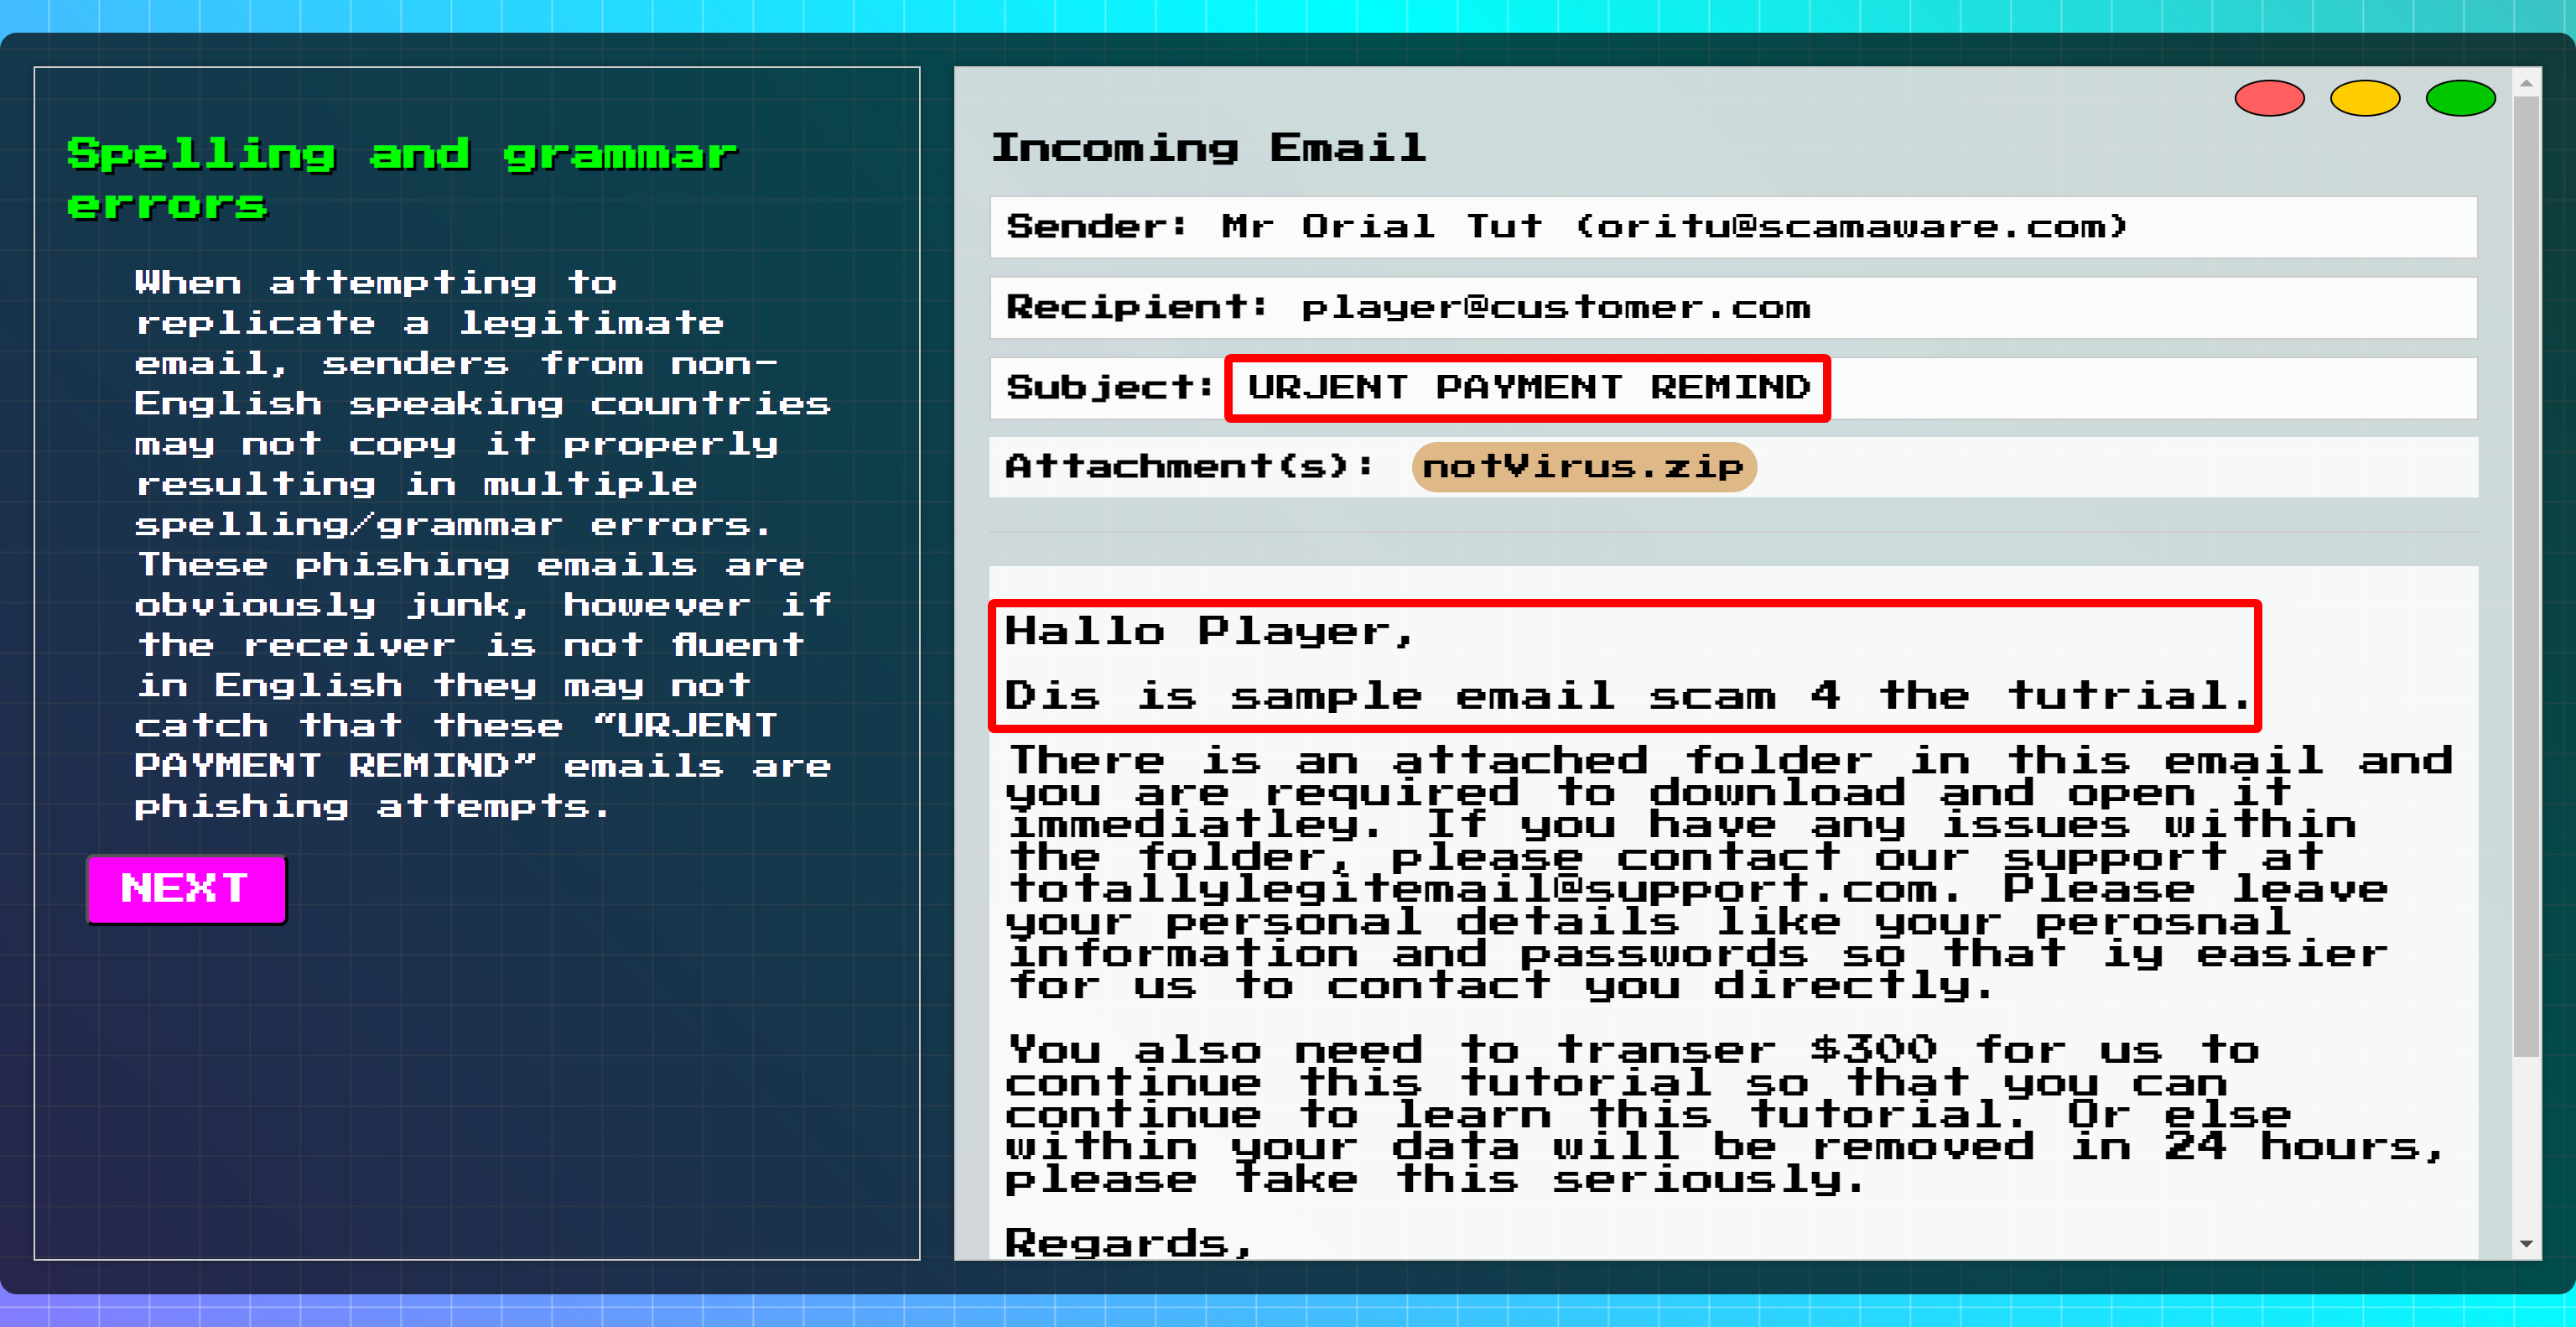 Spelling and grammar
errors
When attempting to
replicate a legitimate
email, senders from non-
English speaking countries
may not copy it properly
resulting in multiple
spelling/grammar errors.
These phishing emails are
obviously junk, however if
the receiver is not fluent
in English they may not
catch that these “URJENT
PAYMENT REMIND” emails are
phishing attempts.
NEXT
Incoming Email
Sender: Mr Orial Tut (oritu@scamaware.com)
Recipient: player@customer.com
Subject: URJENT PAYMENT REMIND
Attachment(s): notVirus.zip
Hallo Player,
Dis is sample email scam 4 the tutrial.
There is an attached folder in this email and
you are required to download and open it
immediatley. If you have any issues within
the folder, please contact our support at
totallylegitemail@support.com. Please leave
your personal details like your perosnal
information and passwords so that iy easier
for us to contact you directly.
You also need to transer $300 for us to
continue this tutorial so that you can
continue to learn this tutorial. Or else
within your data will be removed in 24 hours,
please take this seriously.
Regards,